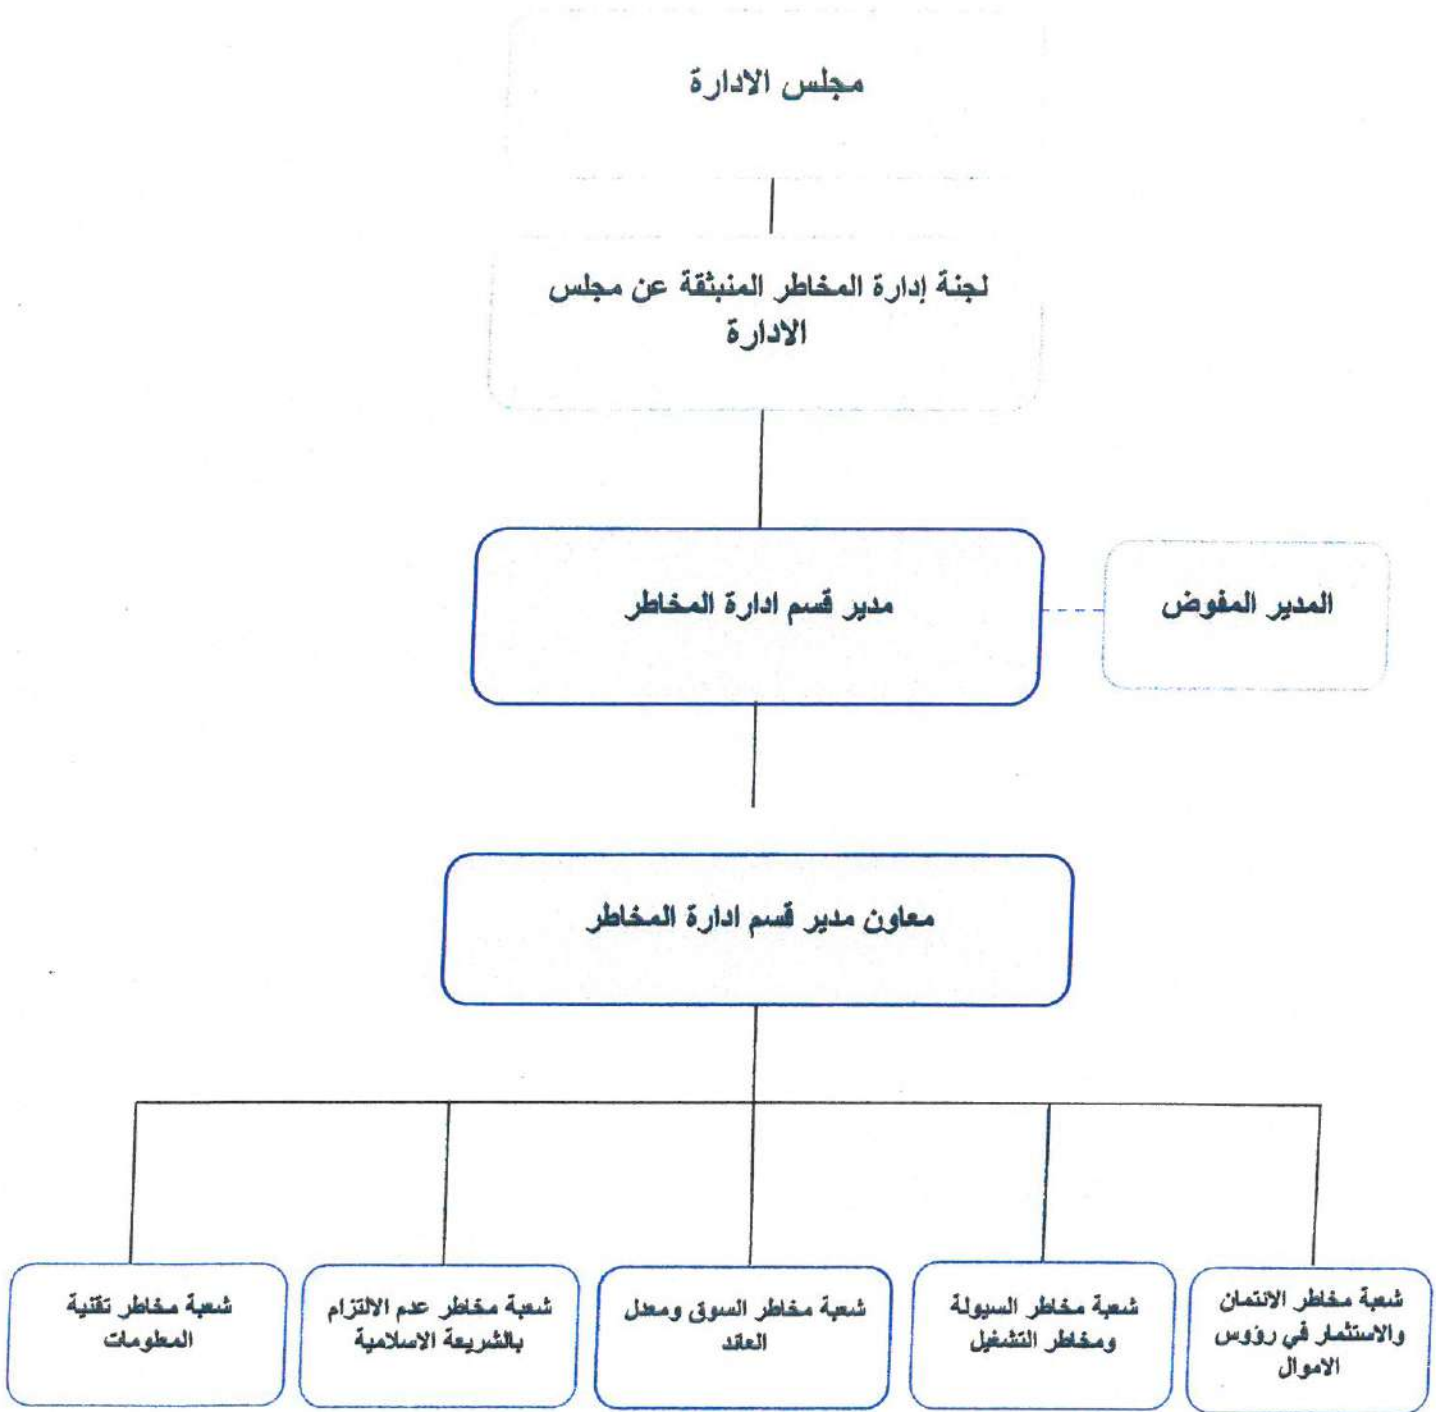 مجلس الادارة
لجنة إدارة المخاطر المنبثقة عن مجلس
الادارة
مدير قسم ادارة المخاطر
المدير المفوض
معاون مدير قسم ادارة المخاطر
شعبة مخاطر الائتمان
والاستثمار في رؤوس
الاموال
شعبة مخاطر السيولة
ومخاطر التشغيل
شعبة مخاطر السوق ومعدل
العائد
شعبة مخاطر عدم الالتزام
بالشريعة الاسلامية
شعبة مخاطر تقنية
المعلومات